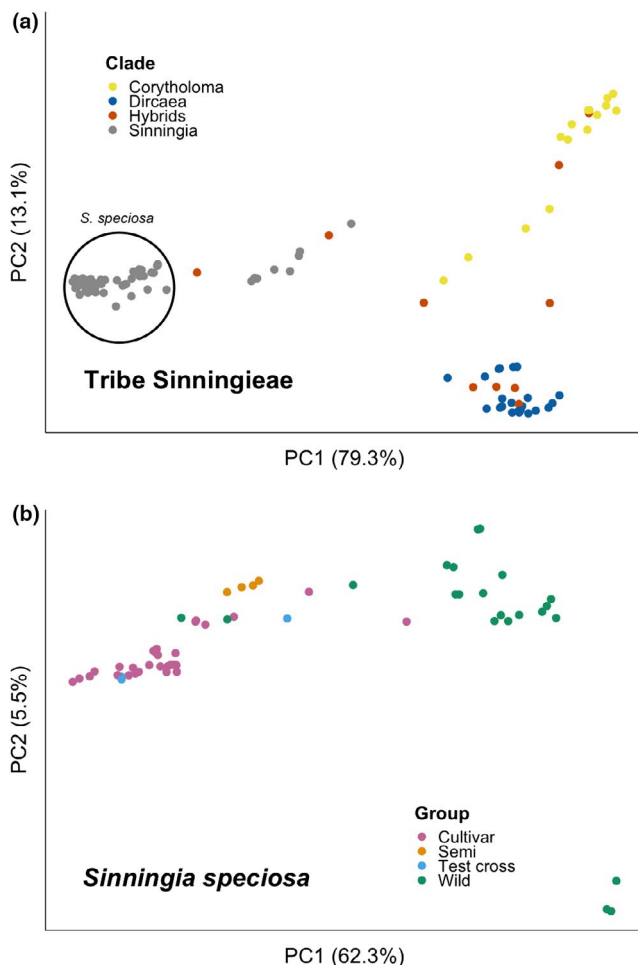 (a)
Clade
Corytholoma
Dircaea
Hybrids
Sinningia
S. speciosa
PC2 (13.1%)
Tribe Sinningieae
PC1 (79.3%)
(b)
PC2 (5.5%)
Group
Cultivar
Semi
Test cross
Wild
Sinningia speciosa
PC1 (62.3%)